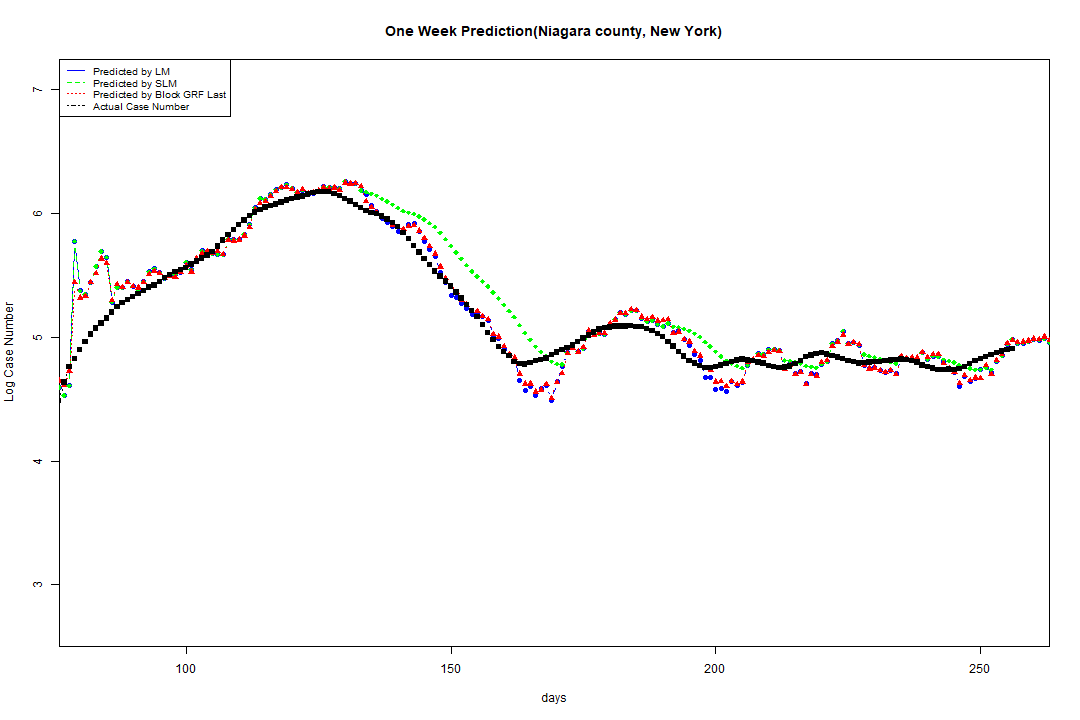 One Week Prediction(Niagara county, New York)
Predicted by LM
Predicted by SLM
Predicted by Block GRF Last
Actual Case Number
7
6
5
4
3
Log Case Number
100 150 200 250
days